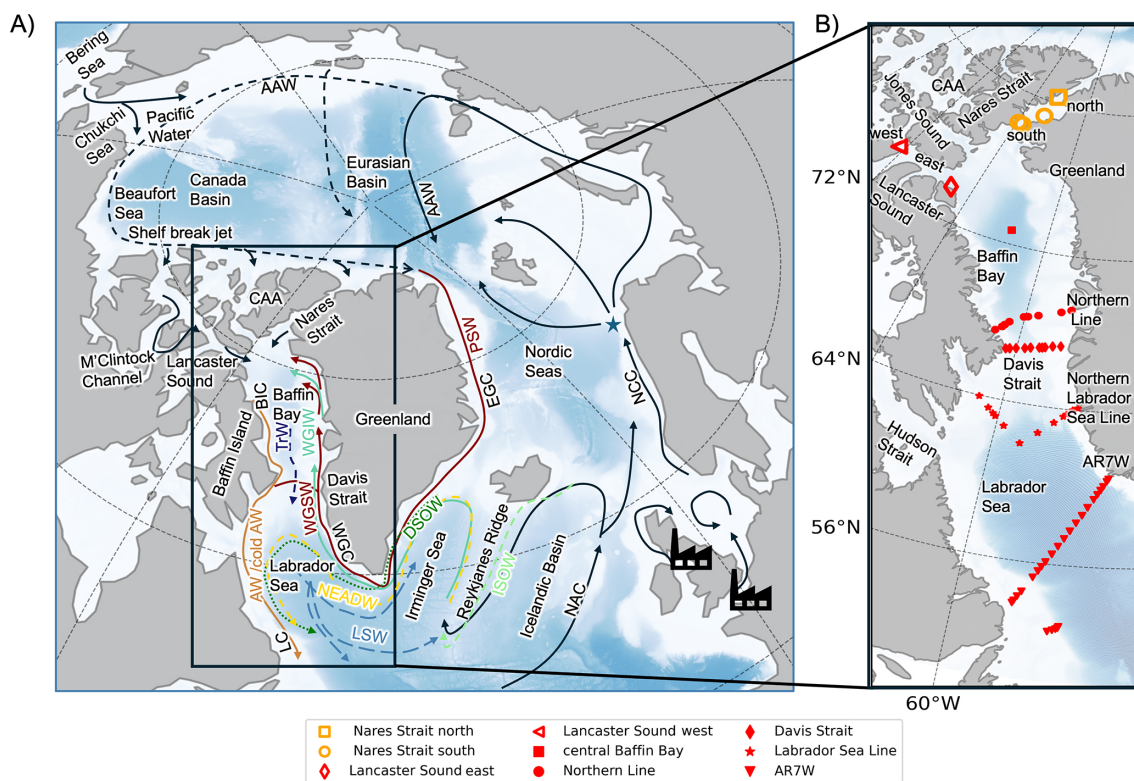 A)
Bering
Sea
Chukchi
Sea
Pacific
Water
AAW
Beaufort
Sea
Canada
Basin
Eurasian
Basin
AAW
Shelf break jet
CAA
Nares
Strait
M'Clintock
Channel
Lancaster
Sound
Baffin Island
BIC
Baffin
Bay
TrW
WGIW
Greenland
Davis
Strait
WGSW
WGC
AW /cold AW
Labrador
Sea
NEADW
LSW
LC
DSOW
Irminger Sea
Reykjanes Ridge
ISOW
Icelandic Basin
NAC
EGC
PSW
Nordic
Seas
NCC
B)
72°N
64°N
56°N
60°W
CAA
Nares Strait
north
south
Jones Sound
west
east
Lancaster
Sound
Greenland
Baffin
Bay
Northern
Line
Davis
Strait
Northern
Labrador
Sea Line
Hudson
Strait
AR7W
Labrador
Sea
Nares Strait north
Nares Strait south
Lancaster Sound east
Lancaster Sound west
central Baffin Bay
Northern Line
Davis Strait
Labrador Sea Line
AR7W